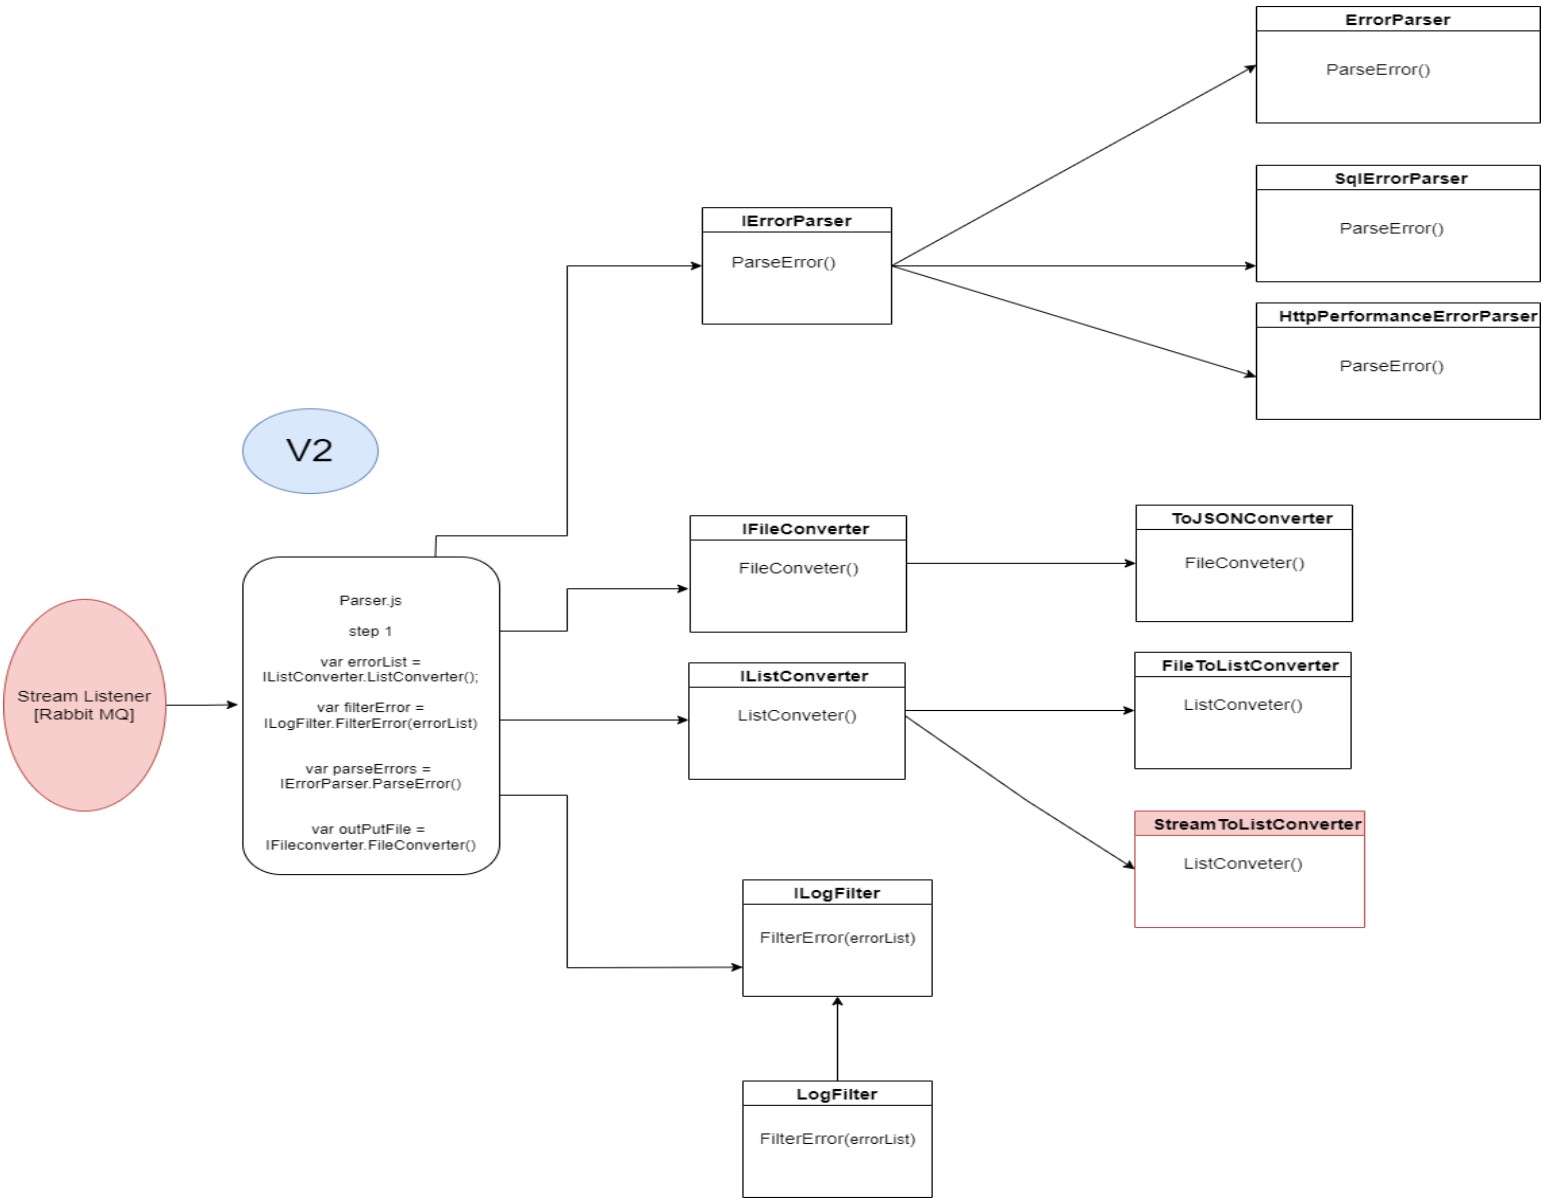 ErrorParser
ParseError()
SqlErrorParser
ParseError()
IErrorParser
ParseError()
HttpPerformanceErrorParser
ParseError()
V2
IFileConverter
FileConveter()
ToJSONConverter
FileConveter()
Stream Listener
[Rabbit MQ]
Parser.js
step 1
var errorList =
IListConverter.ListConverter();
var filterError =
ILogFilter.FilterError(errorList)
var parseErrors =
IErrorParser.ParseError()
var outPutFile =
IFileconverter.FileConverter()
IListConverter
ListConveter()
FileToListConverter
ListConveter()
StreamToListConverter
ListConveter()
ILogFilter
FilterError(errorList)
LogFilter
FilterError(errorList)